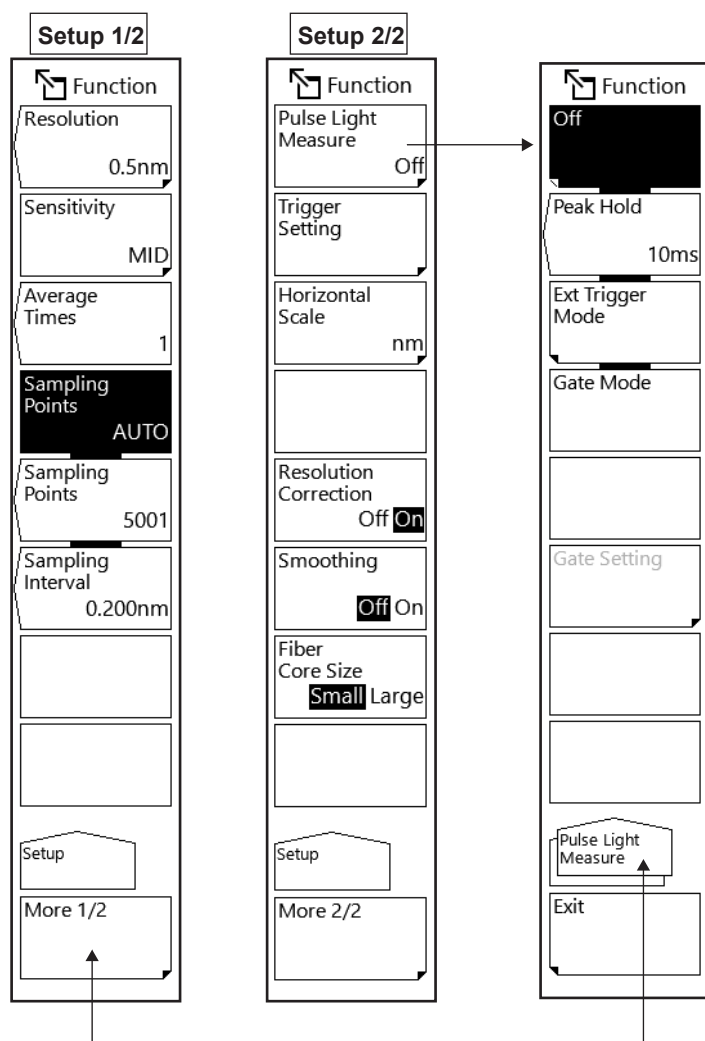 Setup 1/2
Function
Resolution
0.5nm
Sensitivity
MID
Average
Times
1
Sampling
Points
AUTO
Sampling
Points
5001
Sampling
Interval
0.200nm
Setup
More 1/2
Setup 2/2
Function
Pulse Light
Measure
Off
Trigger
Setting
Horizontal
Scale
nm
Resolution
Correction
Off On
Smoothing
Off On
Fiber
Core Size
Small Large
Setup
More 2/2
Function
Off
Peak Hold
10ms
Ext Trigger
Mode
Gate Mode
Gate Setting
Pulse Light
Measure
Exit